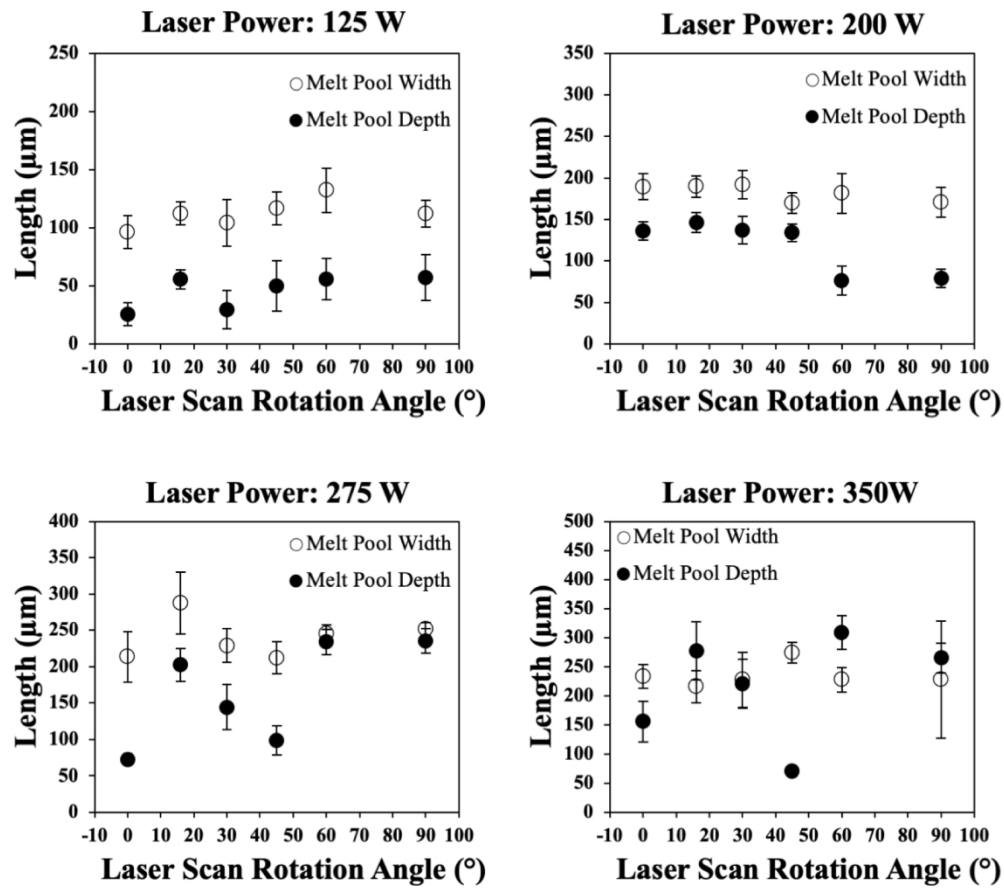 Laser Power: 125 W
250
200
150
100
50
0
Length (µm)
Melt Pool Width
Melt Pool Depth
-10 0 10 20 30 40 50 60 70 80 90 100
Laser Scan Rotation Angle (°)
Laser Power: 200 W
350
300
250
200
150
100
50
0
Length (µm)
Melt Pool Width
Melt Pool Depth
-10 0 10 20 30 40 50 60 70 80 90 100
Laser Scan Rotation Angle (°)
Laser Power: 275 W
400
350
300
250
200
150
100
50
0
Length (µm)
Melt Pool Width
Melt Pool Depth
-10 0 10 20 30 40 50 60 70 80 90 100
Laser Scan Rotation Angle (°)
Laser Power: 350W
500
450
400
350
300
250
200
150
100
50
0
Length (µm)
Melt Pool Width
Melt Pool Depth
-10 0 10 20 30 40 50 60 70 80 90 100
Laser Scan Rotation Angle (°)